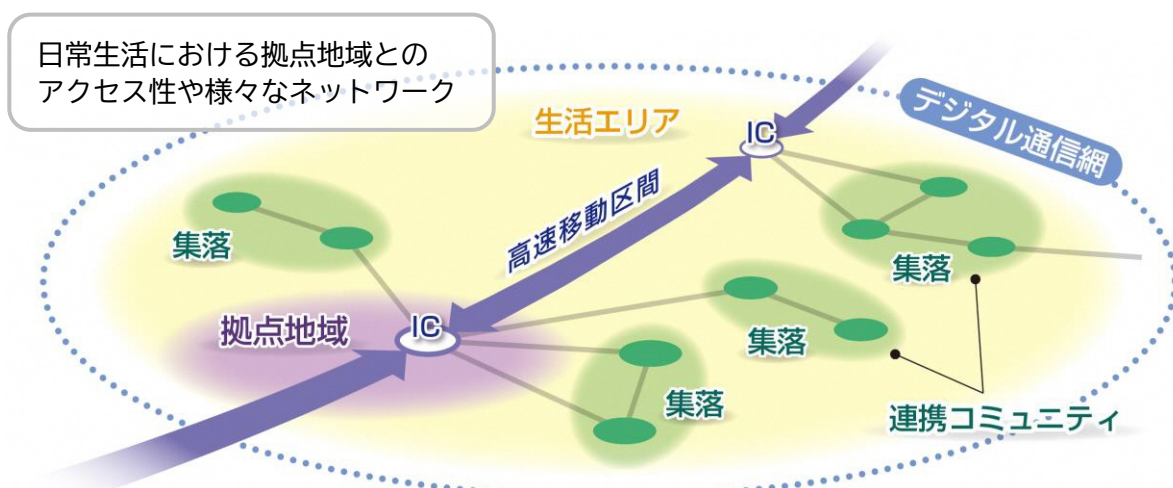 日常生活における拠点地域との
アクセス性や様々なネットワーク
生活エリア
IC
デジタル通信網
高速移動区間
集落
集落
拠点地域
IC
集落
集落
連携コミュニティ